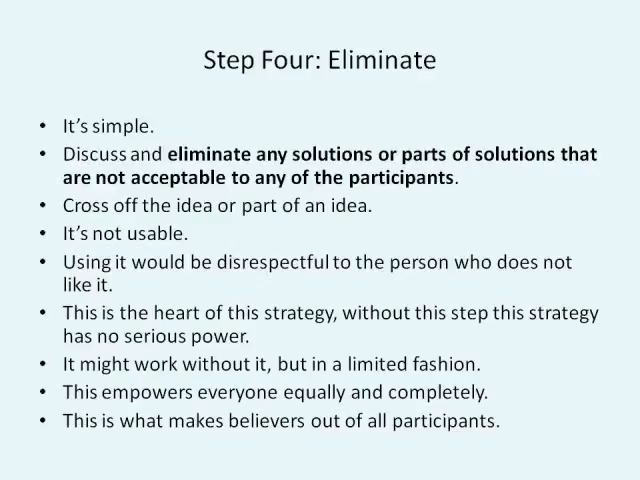 Step Four: Eliminate
• It’s simple.
• Discuss and eliminate any solutions or parts of solutions that
are not acceptable to any of the participants.
• Cross off the idea or part of an idea.
• It’s not usable.
• Using it would be disrespectful to the person who does not
like it.
• This is the heart of this strategy, without this step this strategy
has no serious power.
• It might work without it, but in a limited fashion.
• This empowers everyone equally and completely.
• This is what makes believers out of all participants.